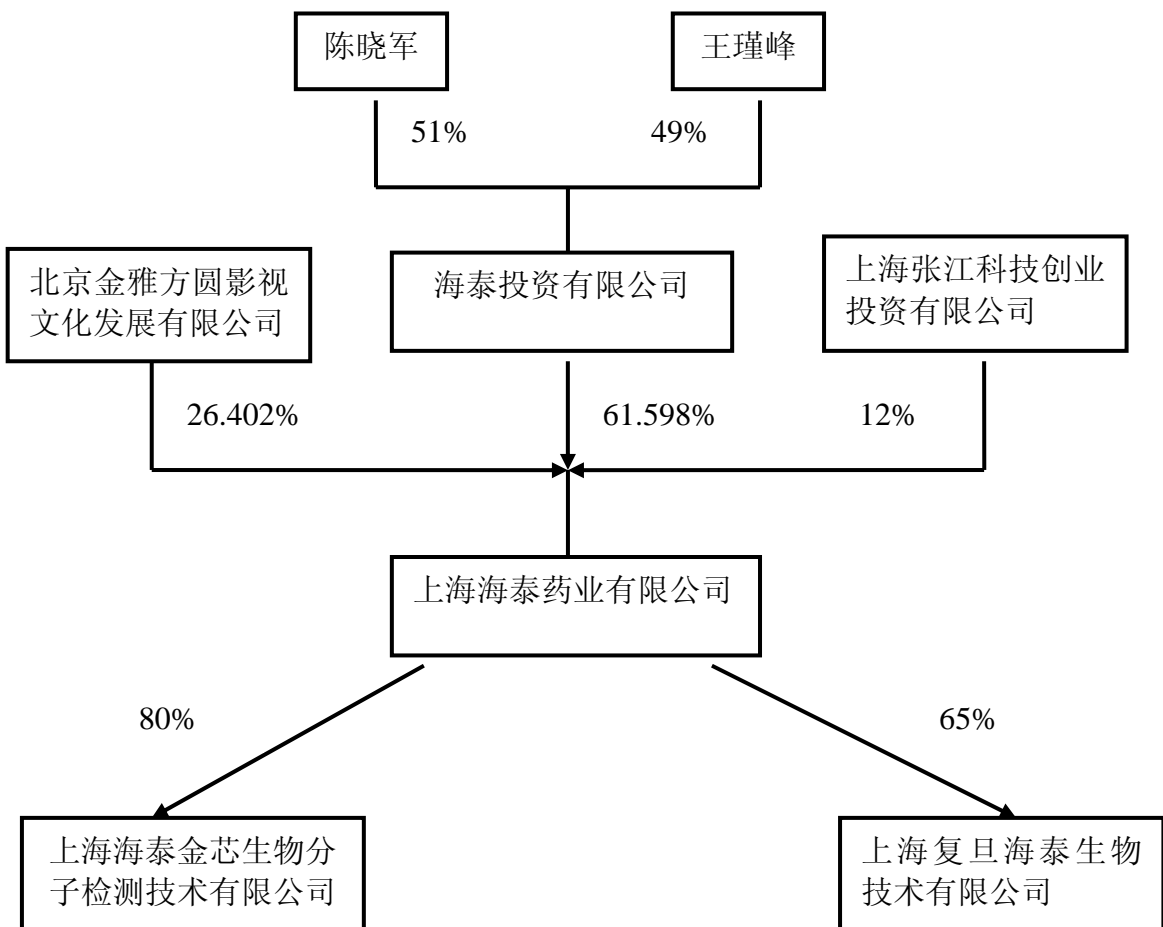 陈晓军
王瑾峰
51%
49%
北京金雅方圆影视
文化发展有限公司
海泰投资有限公司
上海张江科技创业
投资有限公司
26.402%
61.598%
12%
上海海泰药业有限公司
80%
65%
上海海泰金芯生物分
子检测技术有限公司
上海复旦海泰生物
技术有限公司